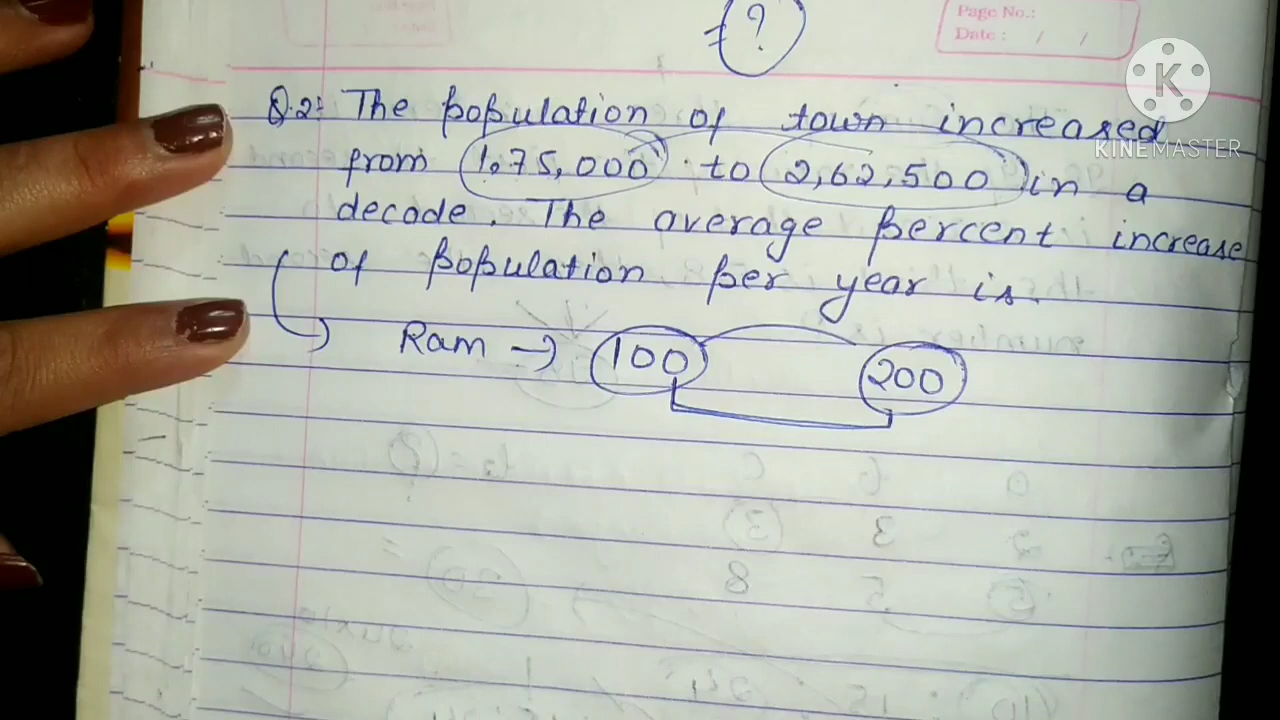 = ?
Page No.:
Date : / /
K
KINEMASTER
Q.2: The population of town increased
from 1,75,000 to 2,62,500 in a
decade. The average percent increase
of population per year is.
Ram → 100 200